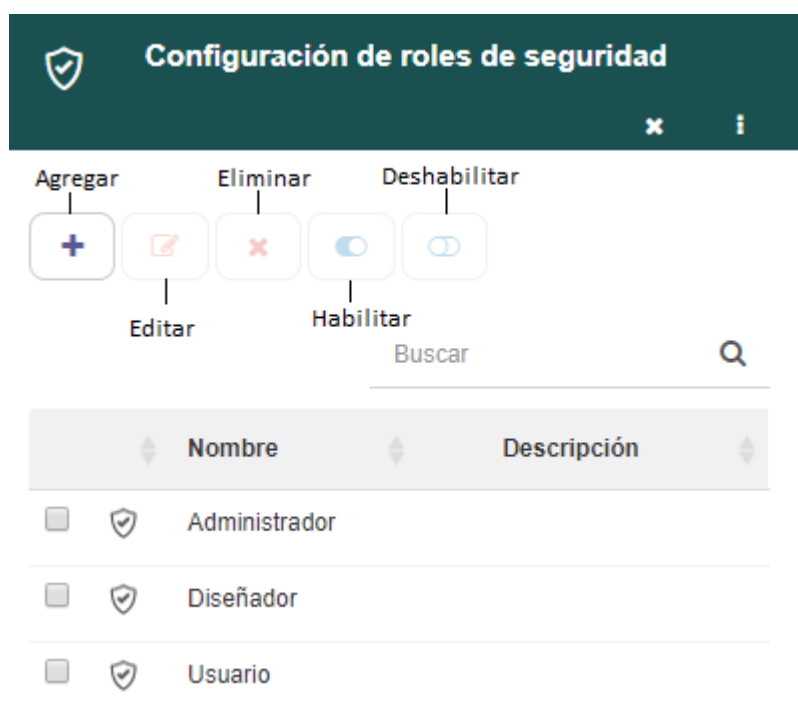 Configuración de roles de seguridad
Agregar Eliminar Deshabilitar
Editar Habilitar
Buscar
Nombre Descripción
Administrador
Diseñador
Usuario